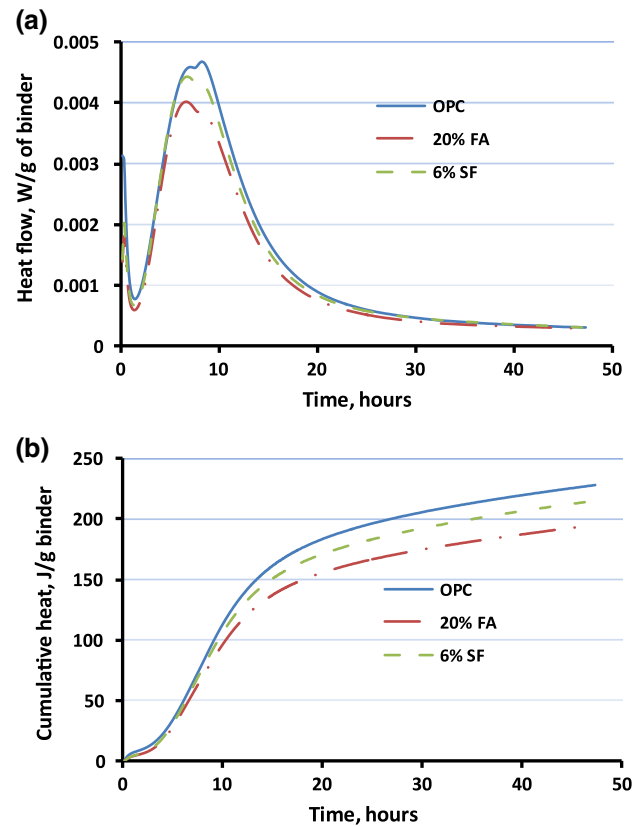 (a)
Heat flow, W/g of binder
0.005
0.004
0.003
0.002
0.001
0
OPC
20% FA
6% SF
0 10 20 30 40 50
Time, hours
(b)
Cumulative heat, J/g binder
250
200
150
100
50
0
OPC
20% FA
6% SF
0 10 20 30 40 50
Time, hours